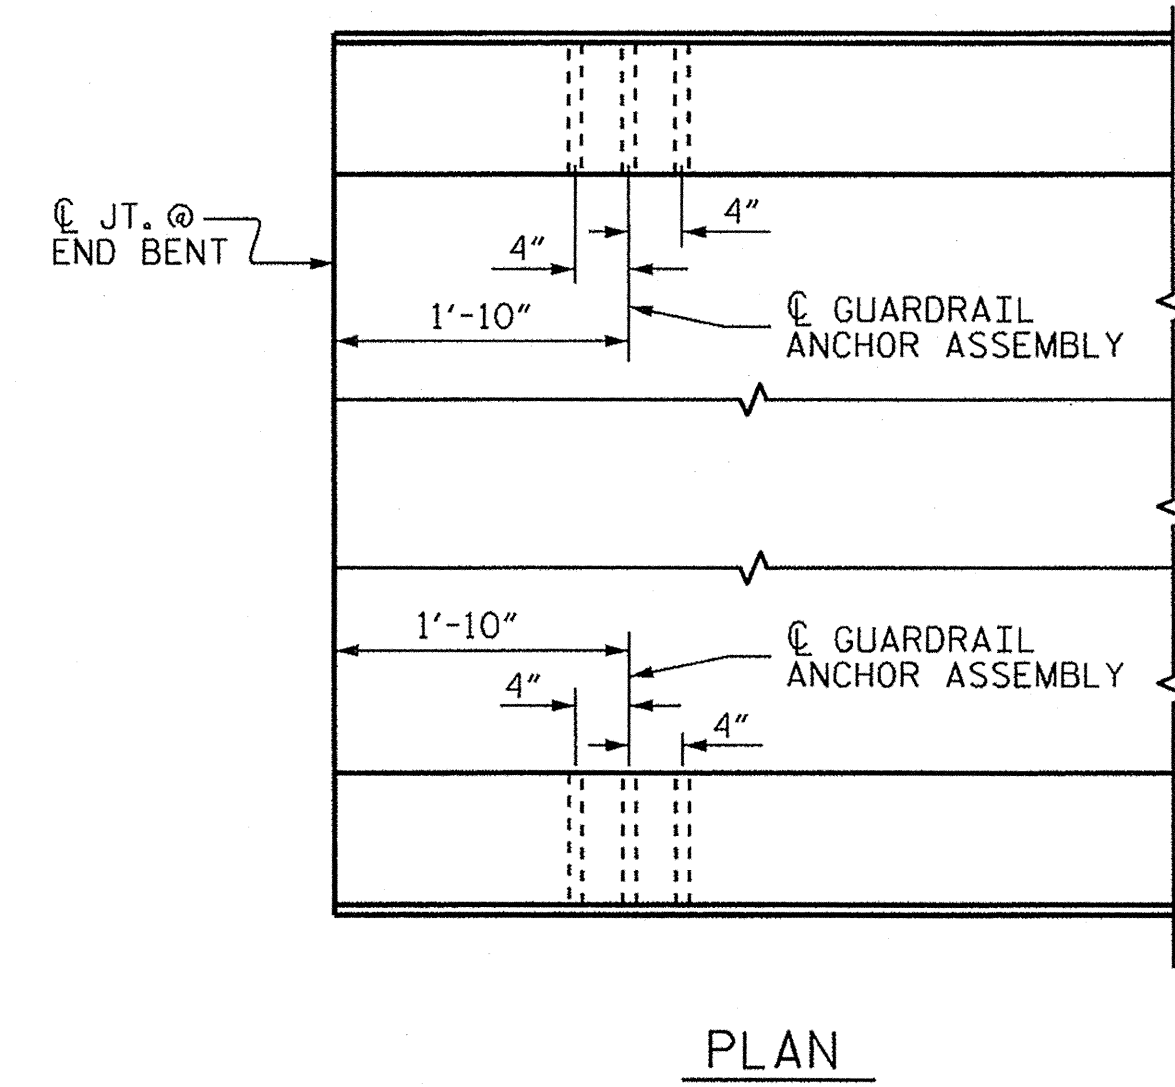 4"
℄ JT. @
END BENT
4"
℄ GUARDRAIL
ANCHOR ASSEMBLY
1'-10"
1'-10"
℄ GUARDRAIL
ANCHOR ASSEMBLY
4"
4"
PLAN